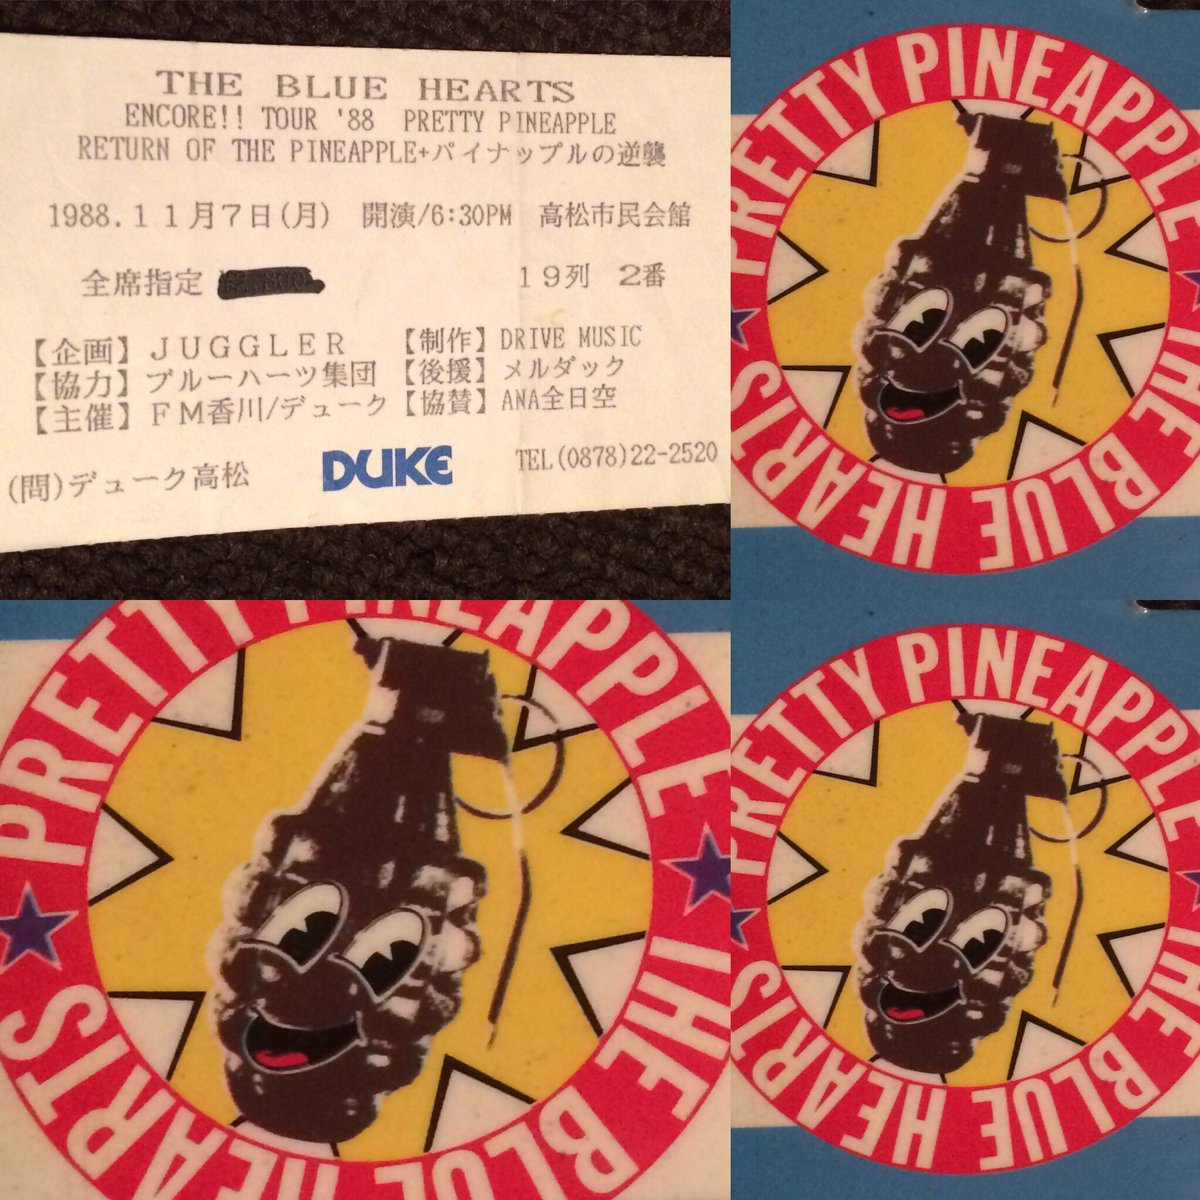 THE BLUE HEARTS
ENCORE!! TOUR '88 PRETTY PINEAPPLE
RETURN OF THE PINEAPPLE+パイナップルの逆襲
1988.11月7日(月) 開演/6:30PM 高松市民会館
全席指定 19列 2番
【企画】JUGGLER 【制作】DRIVE MUSIC
【協力】ブルーハーツ集団 【後援】メルダック
【主催】FM香川/デューク 【協賛】ANA全日空
(問)デューク高松 DUKE TEL(0878)22-2520
PRETTY PINEAPPLE
THE BLUE HEARTS
PRETTY PINEAPPLE
THE BLUE HEARTS
PRETTY PINEAPPLE
THE BLUE HEARTS